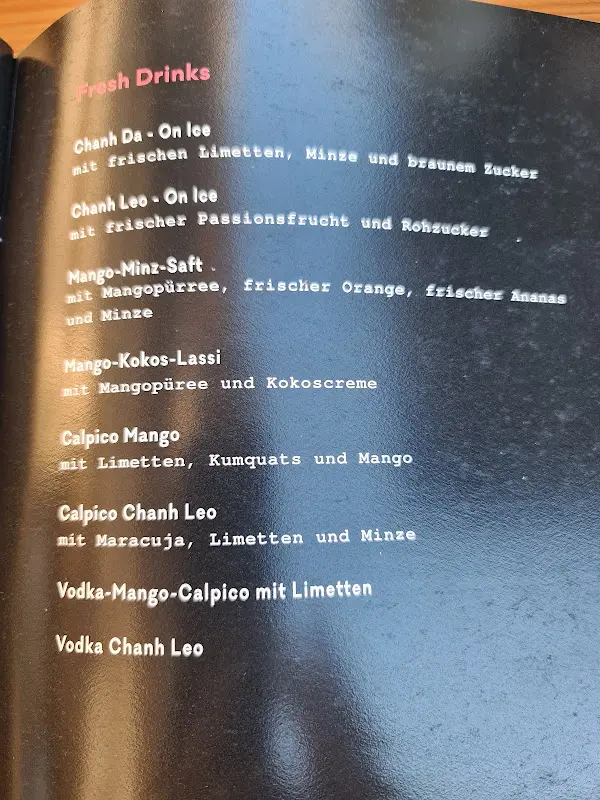 Fresh Drinks
Chanh Da - On Ice
mit frischen Limetten, Minze und braunem Zucker
Chanh Leo - On Ice
mit frischer Passionsfrucht und Rohzucker
Mango-Minz-Saft
mit Mangopürree, frischer Orange, frischer Ananas
und Minze
Mango-Kokos-Lassi
mit Mangopüree und Kokoscreme
Calpico Mango
mit Limetten, Kumquats und Mango
Calpico Chanh Leo
mit Maracuja, Limetten und Minze
Vodka-Mango-Calpico mit Limetten
Vodka Chanh Leo